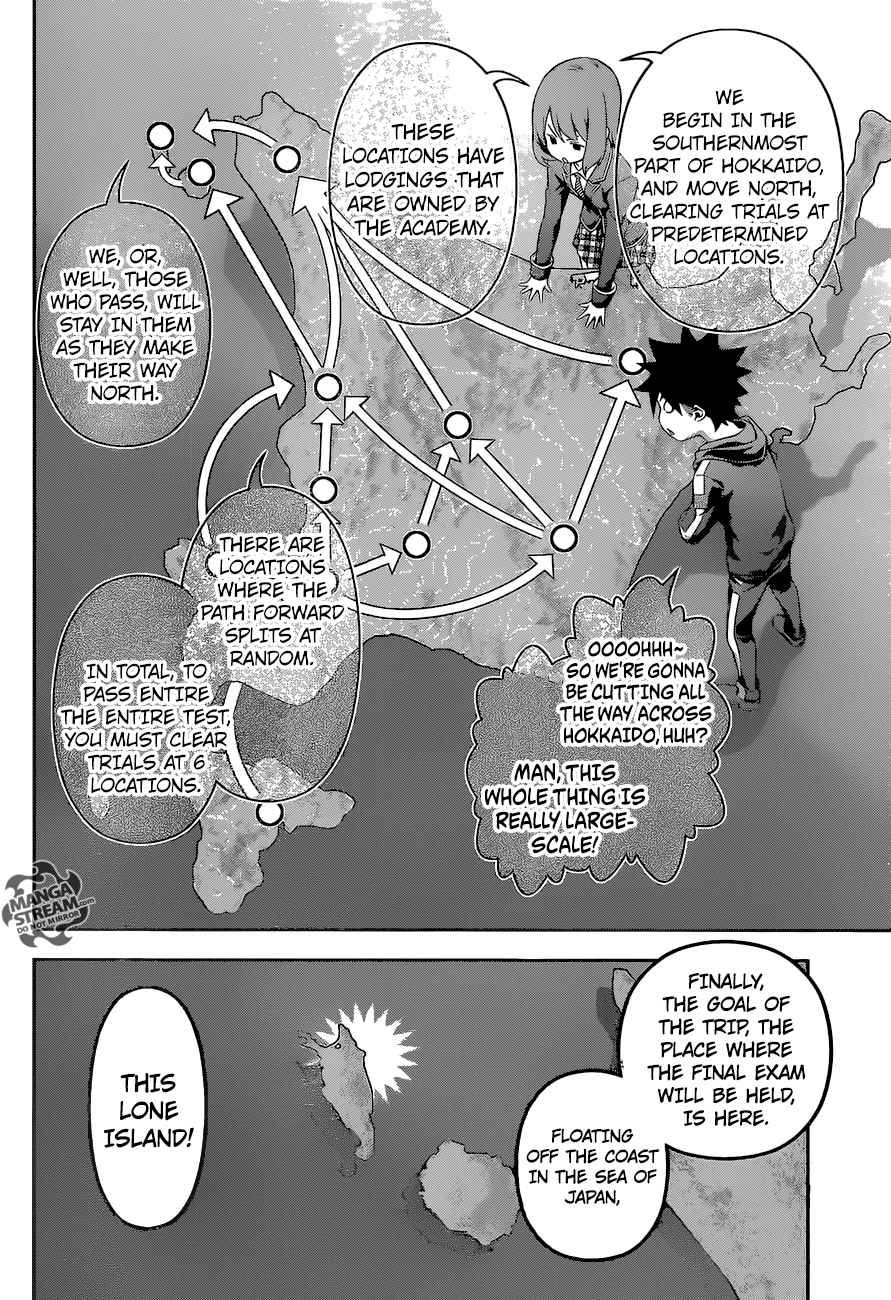 WE
BEGIN IN THE
SOUTHERNMOST
PART OF HOKKAIDO,
AND MOVE NORTH,
CLEARING TRIALS AT
PREDETERMINED
LOCATIONS.
THESE
LOCATIONS HAVE
LODGINGS THAT
ARE OWNED BY
THE ACADEMY.
WE, OR,
WELL, THOSE
WHO PASS, WILL
STAY IN THEM
AS THEY MAKE
THEIR WAY
NORTH.
THERE ARE
LOCATIONS
WHERE THE
PATH FORWARD
SPLITS AT
RANDOM.
IN TOTAL, TO
PASS ENTIRE
THE ENTIRE TEST,
YOU MUST CLEAR
TRIALS AT 6
LOCATIONS.
OOOOHHH~
SO WE'RE GONNA
BE CUTTING ALL
THE WAY ACROSS
HOKKAIDO, HUH?
MAN, THIS
WHOLE THING IS
REALLY LARGE-
SCALE!
MANGA
STREAM.com
DO NOT MIRROR
FINALLY,
THE GOAL OF
THE TRIP, THE
PLACE WHERE
THE FINAL EXAM
WILL BE HELD,
IS HERE.
FLOATING
OFF THE COAST
IN THE SEA OF
JAPAN,
THIS
LONE
ISLAND!